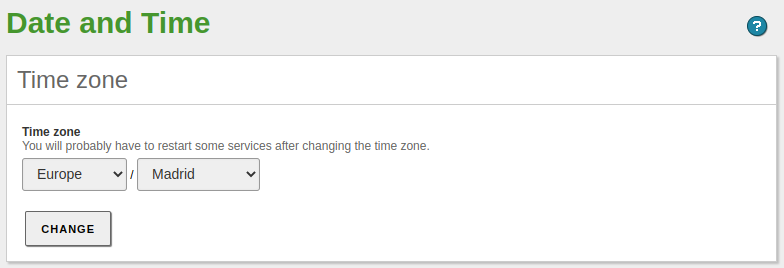 Date and Time
?
Time zone
Time zone
You will probably have to restart some services after changing the time zone.
Europe / Madrid
CHANGE